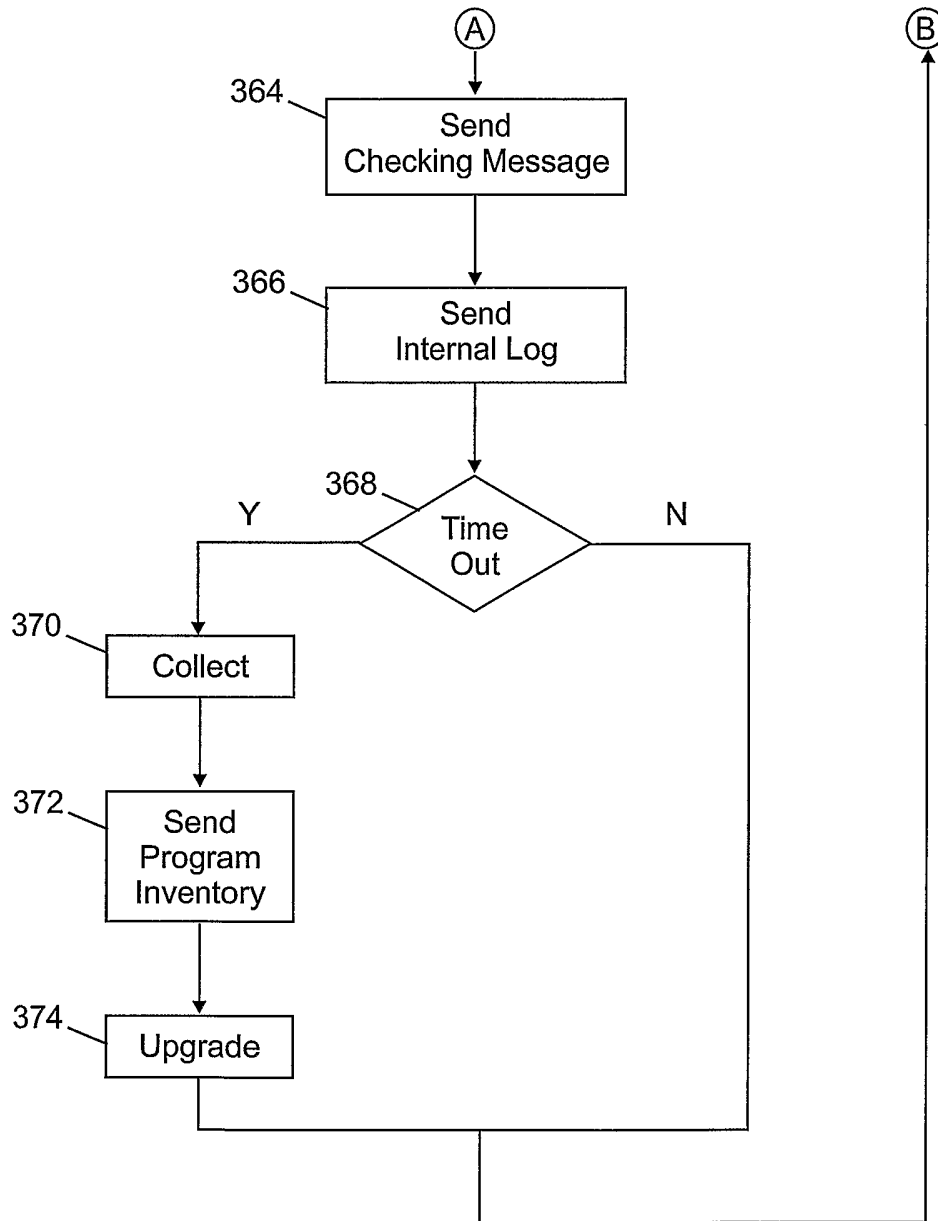 A
B
364
Send
Checking Message
366
Send
Internal Log
368
Time
Out
Y
N
370
Collect
372
Send
Program
Inventory
374
Upgrade